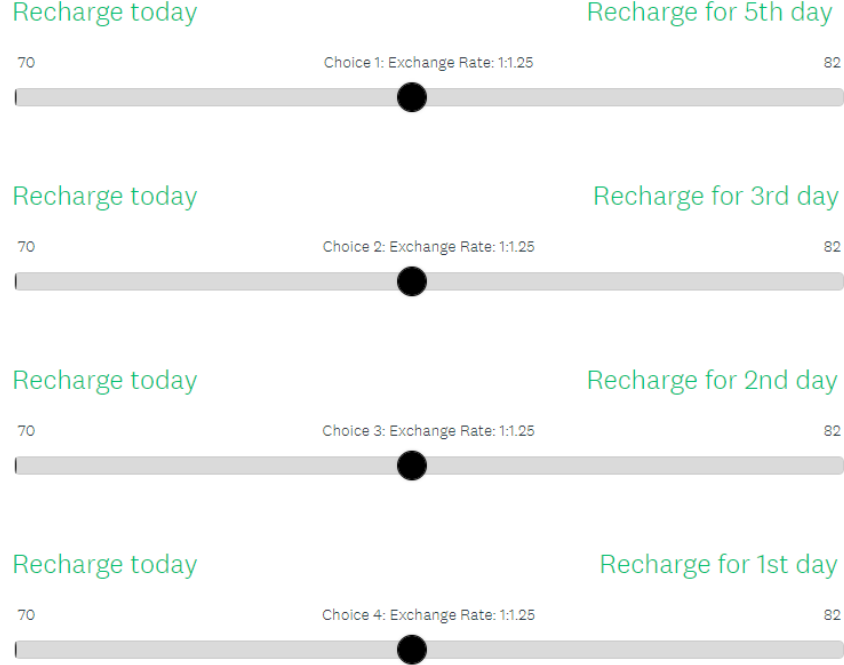 Recharge today Recharge for 5th day
70 Choice 1: Exchange Rate: 1:1.25 82
Recharge today Recharge for 3rd day
70 Choice 2: Exchange Rate: 1:1.25 82
Recharge today Recharge for 2nd day
70 Choice 3: Exchange Rate: 1:1.25 82
Recharge today Recharge for 1st day
70 Choice 4: Exchange Rate: 1:1.25 82